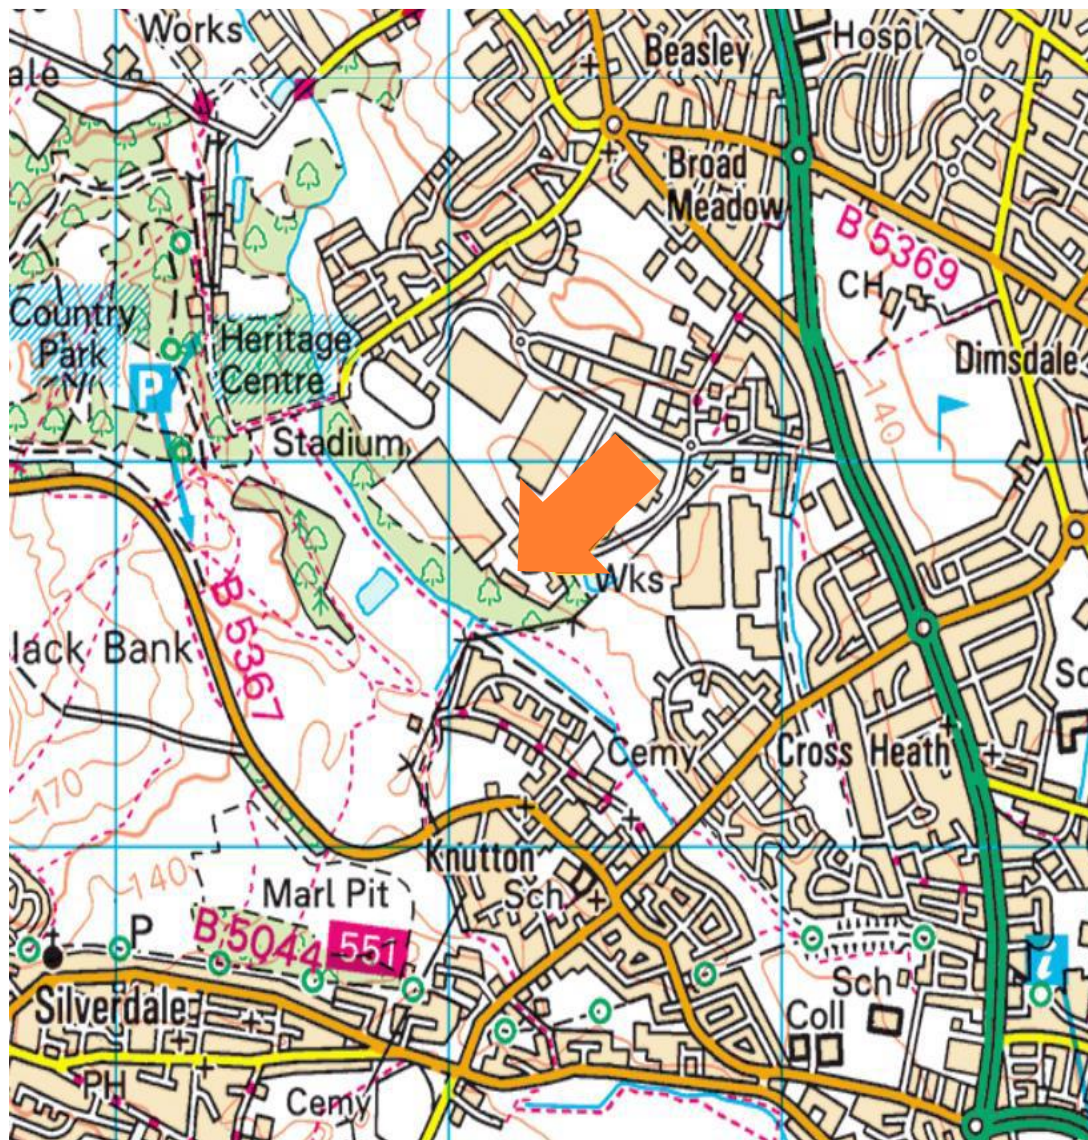 Works
Hospl
Beasley
ale
Broad
Meadow
B 5369
CH
Country
Park
Heritage
Centre
P
Dimsdale
140
Stadium
Wks
B 5367
lack Bank
Cemy
Cross Heath
170
Knutton
Sch
140
Marl Pit
P
B 5044
551
i
Sch
Silverdale
Coll
PH
Cemy